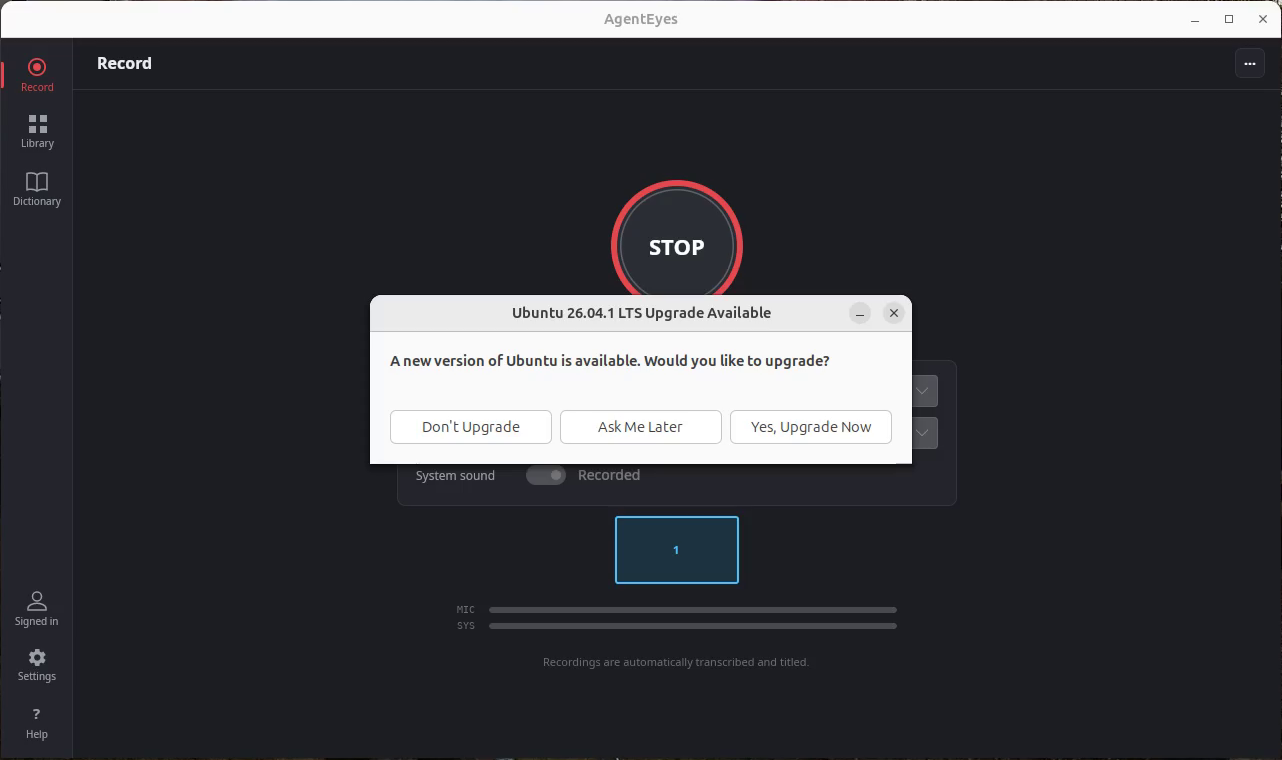 AgentEyes
Record
Record
Library
Dictionary
STOP
Ubuntu 26.04.1 LTS Upgrade Available
A new version of Ubuntu is available. Would you like to upgrade?
Don't Upgrade
Ask Me Later
Yes, Upgrade Now
System sound
Recorded
1
MIC
SYS
Recordings are automatically transcribed and titled.
Signed in
Settings
? 
Help